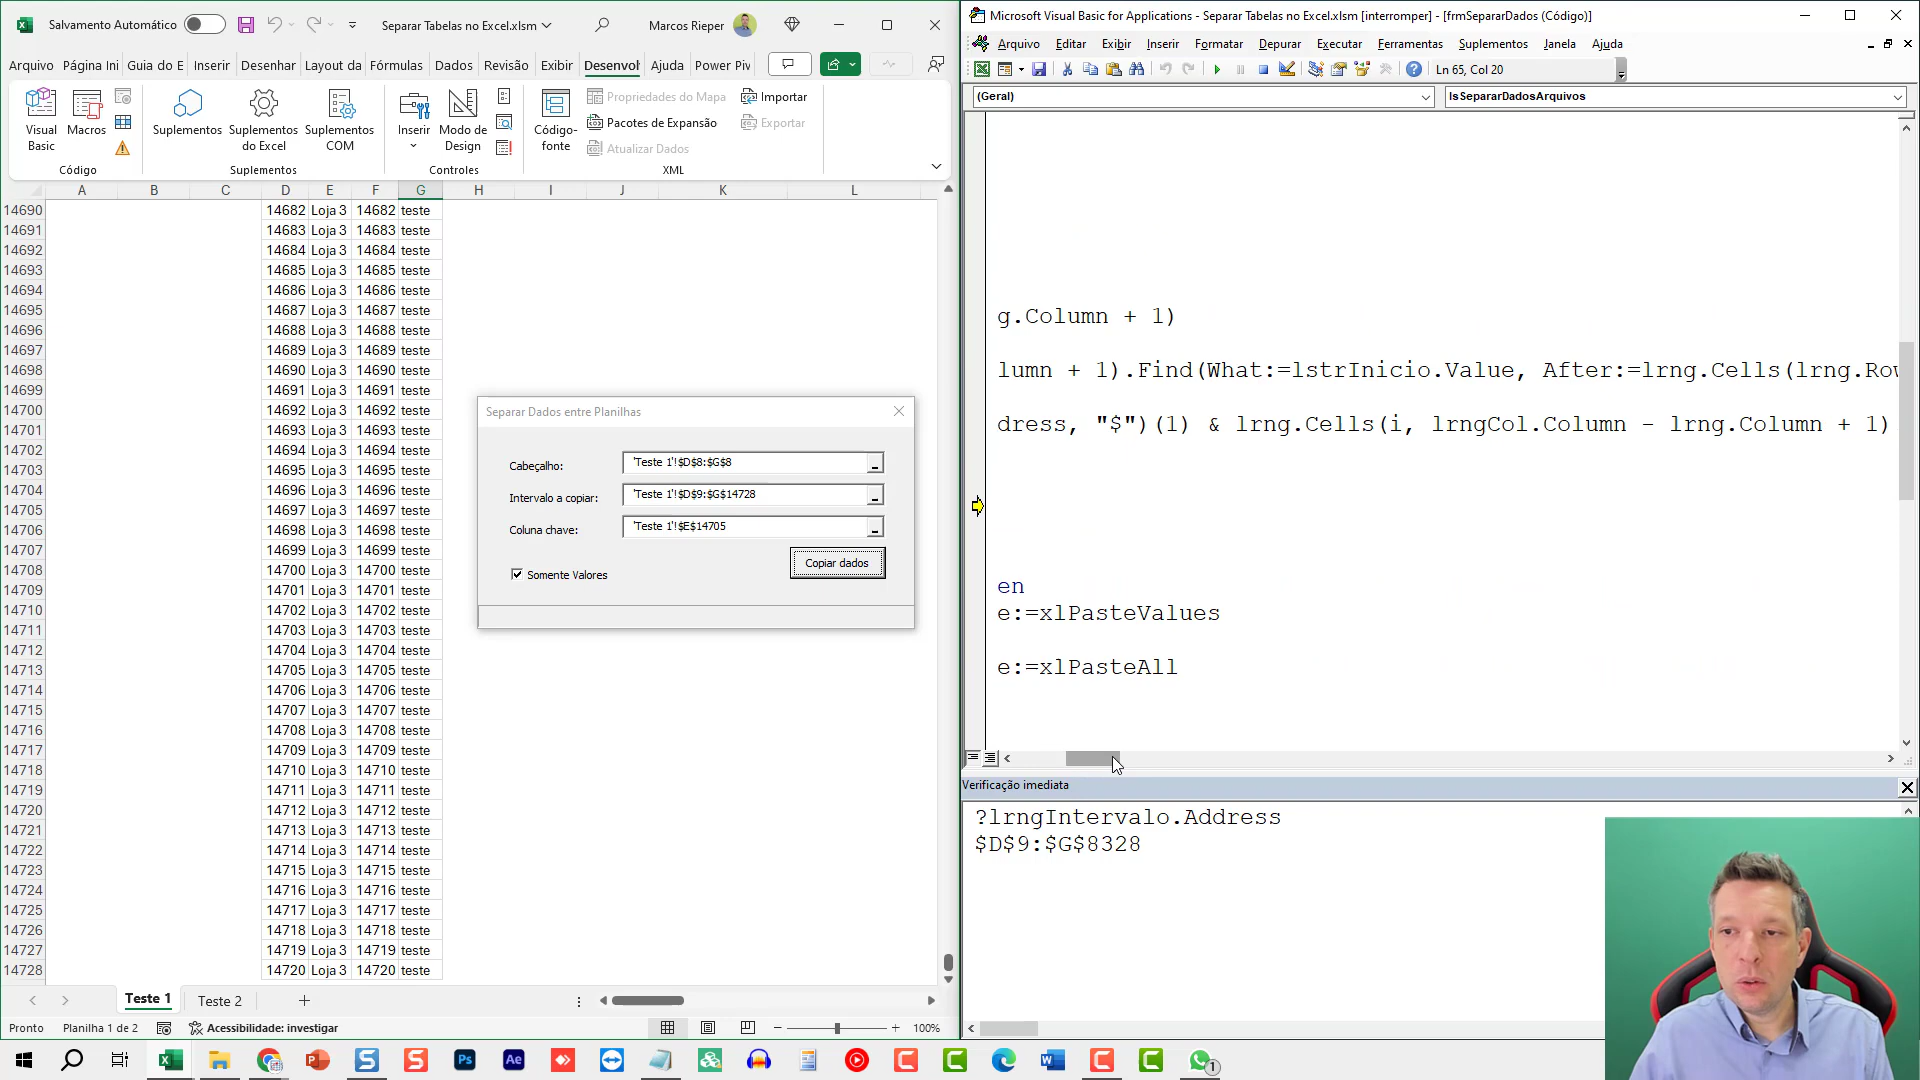 Salvamento Automático
Separar Tabelas no Excel.xlsm
Marcos Rieper
Arquivo Página Ini Guia do E Inserir Desenhar Layout da Fórmulas Dados Revisão Exibir Desenvol Ajuda Power Piv
Visual Basic
Macros
Suplementos
Suplementos do Excel
Suplementos COM
Inserir
Modo de Design
Código-fonte
Propriedades do Mapa
Pacotes de Expansão
Atualizar Dados
Importar
Exportar
Código Suplementos Controles XML
A B C D E F G H I J K L
14690 14682 Loja 3 14682 teste
14691 14683 Loja 3 14683 teste
14692 14684 Loja 3 14684 teste
14693 14685 Loja 3 14685 teste
14694 14686 Loja 3 14686 teste
14695 14687 Loja 3 14687 teste
14696 14688 Loja 3 14688 teste
14697 14689 Loja 3 14689 teste
14698 14690 Loja 3 14690 teste
14699 14691 Loja 3 14691 teste
14700 14692 Loja 3 14692 teste
14701 14693 Loja 3 14693 teste
14702 14694 Loja 3 14694 teste
14703 14695 Loja 3 14695 teste
14704 14696 Loja 3 14696 teste
14705 14697 Loja 3 14697 teste
14706 14698 Loja 3 14698 teste
14707 14699 Loja 3 14699 teste
14708 14700 Loja 3 14700 teste
14709 14701 Loja 3 14701 teste
14710 14702 Loja 3 14702 teste
14711 14703 Loja 3 14703 teste
14712 14704 Loja 3 14704 teste
14713 14705 Loja 3 14705 teste
14714 14706 Loja 3 14706 teste
14715 14707 Loja 3 14707 teste
14716 14708 Loja 3 14708 teste
14717 14709 Loja 3 14709 teste
14718 14710 Loja 3 14710 teste
14719 14711 Loja 3 14711 teste
14720 14712 Loja 3 14712 teste
14721 14713 Loja 3 14713 teste
14722 14714 Loja 3 14714 teste
14723 14715 Loja 3 14715 teste
14724 14716 Loja 3 14716 teste
14725 14717 Loja 3 14717 teste
14726 14718 Loja 3 14718 teste
14727 14719 Loja 3 14719 teste
14728 14720 Loja 3 14720 teste
Separar Dados entre Planilhas
Cabeçalho: 'Teste 1'!$D$8:$G$8
Intervalo a copiar: 'Teste 1'!$D$9:$G$14728
Coluna chave: 'Teste 1'!$E$14705
Copiar dados
Somente Valores
Teste 1 Teste 2
Pronto Planilha 1 de 2 Acessibilidade: investigar 100%
Microsoft Visual Basic for Applications - Separar Tabelas no Excel.xlsm [interromper] - [frmSepararDados (Código)]
Arquivo Editar Exibir Inserir Formatar Depurar Executar Ferramentas Suplementos Janela Ajuda
Ln 65, Col 20
(Geral) lsSepararDadosArquivos
g.Column + 1)
lumn + 1).Find(What:=lstrInicio.Value, After:=lrng.Cells(lrng.Row
dress, "$")(1) & lrng.Cells(i, lrngCol.Column - lrng.Column + 1)
en
e:=xlPasteValues
e:=xlPasteAll
Verificação imediata
?lrngIntervalo.Address
$D$9:$G$8328
S S Ps Ae 1